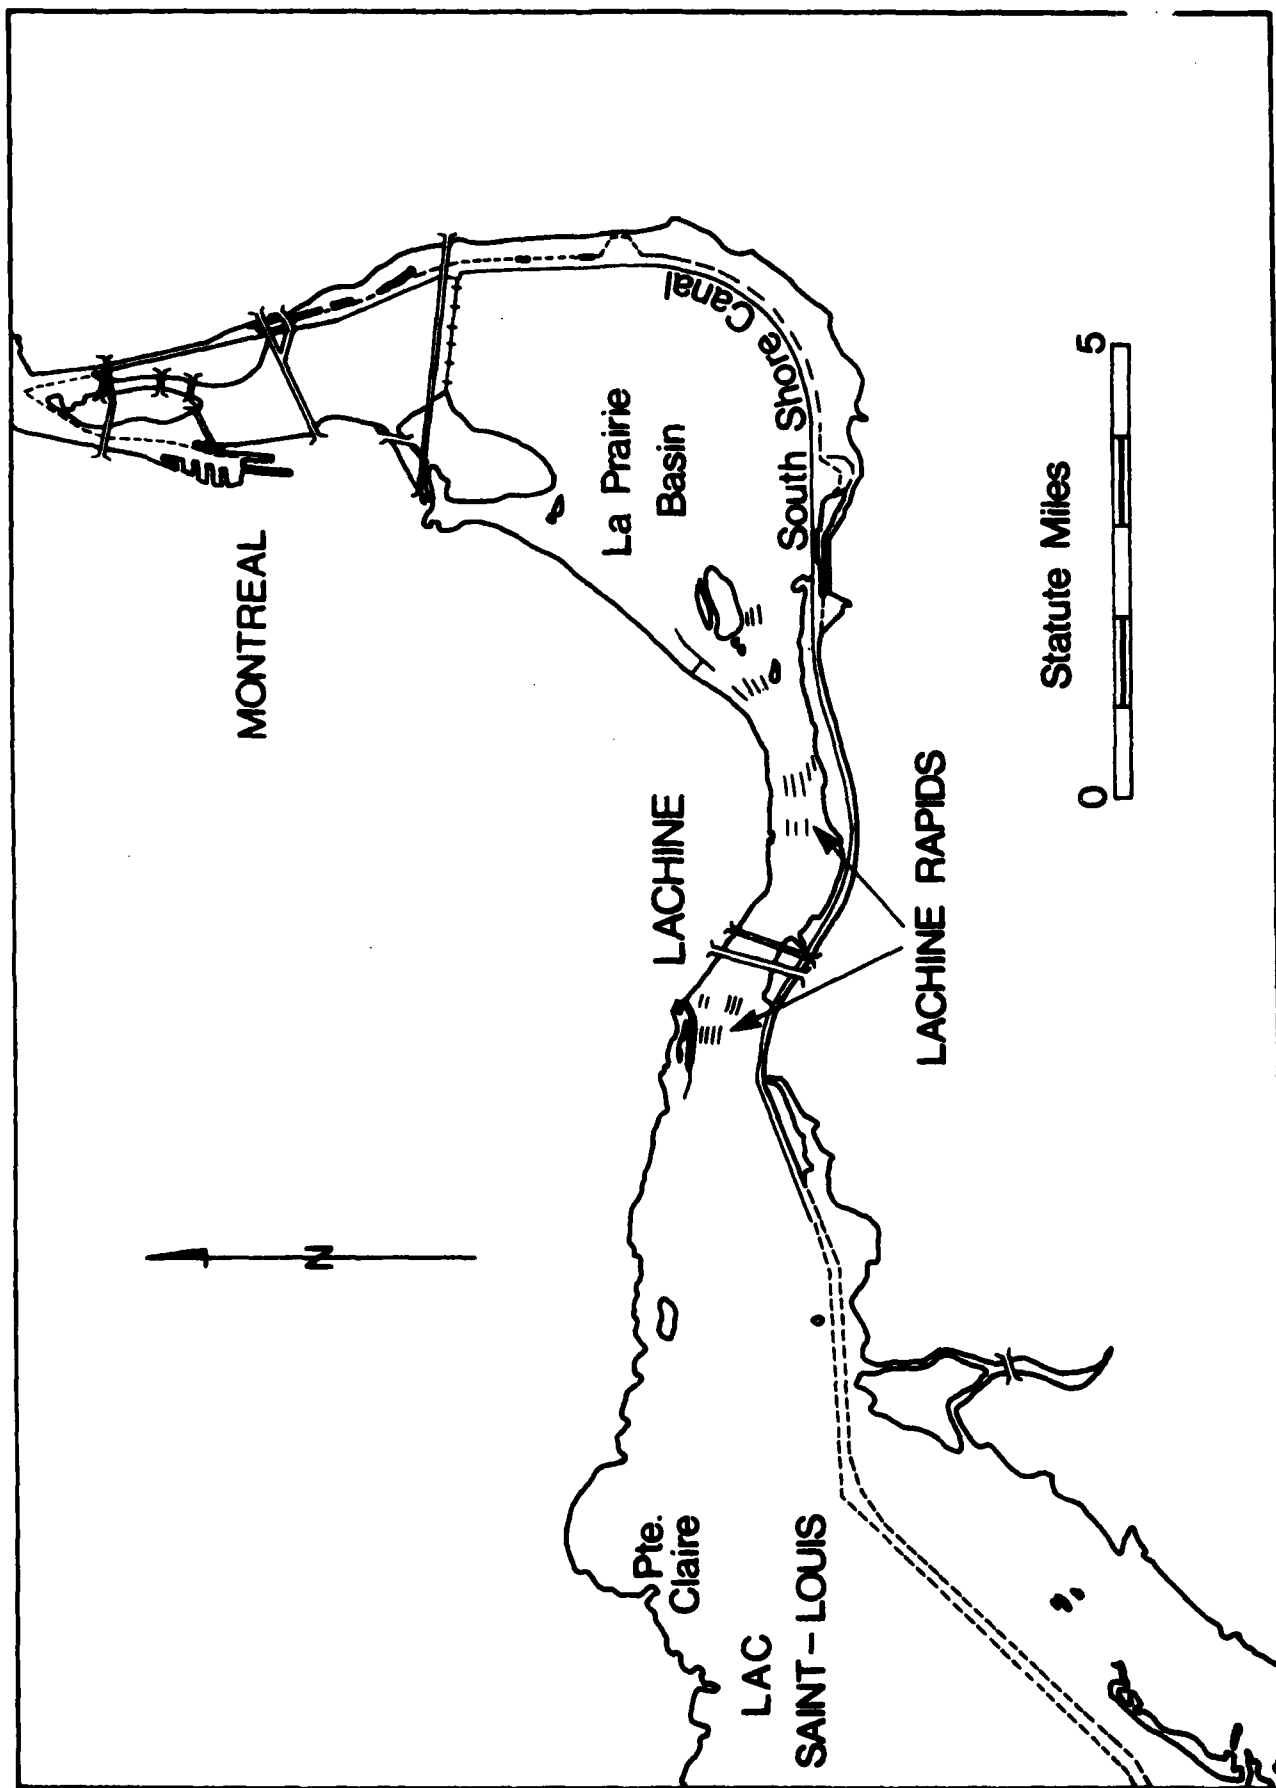 MONTREAL
La Prairie
Basin
South Shore Canal
LACHINE
LACHINE RAPIDS
N
Pte.
Claire
LAC
SAINT-LOUIS
Statute Miles
0 5